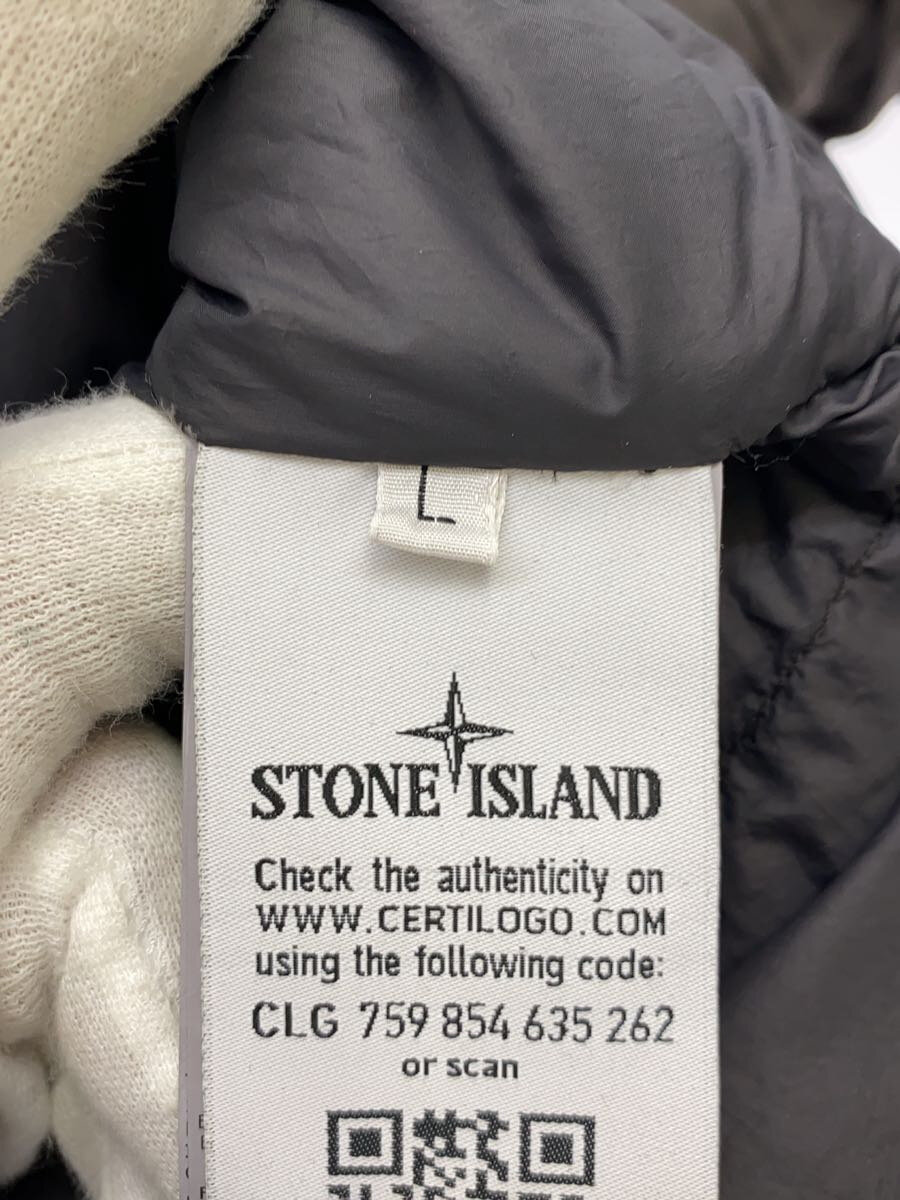 L
STONE ISLAND
Check the authenticity on
WWW.CERTILOGO.COM
using the following code:
CLG 759 854 635 262
or scan